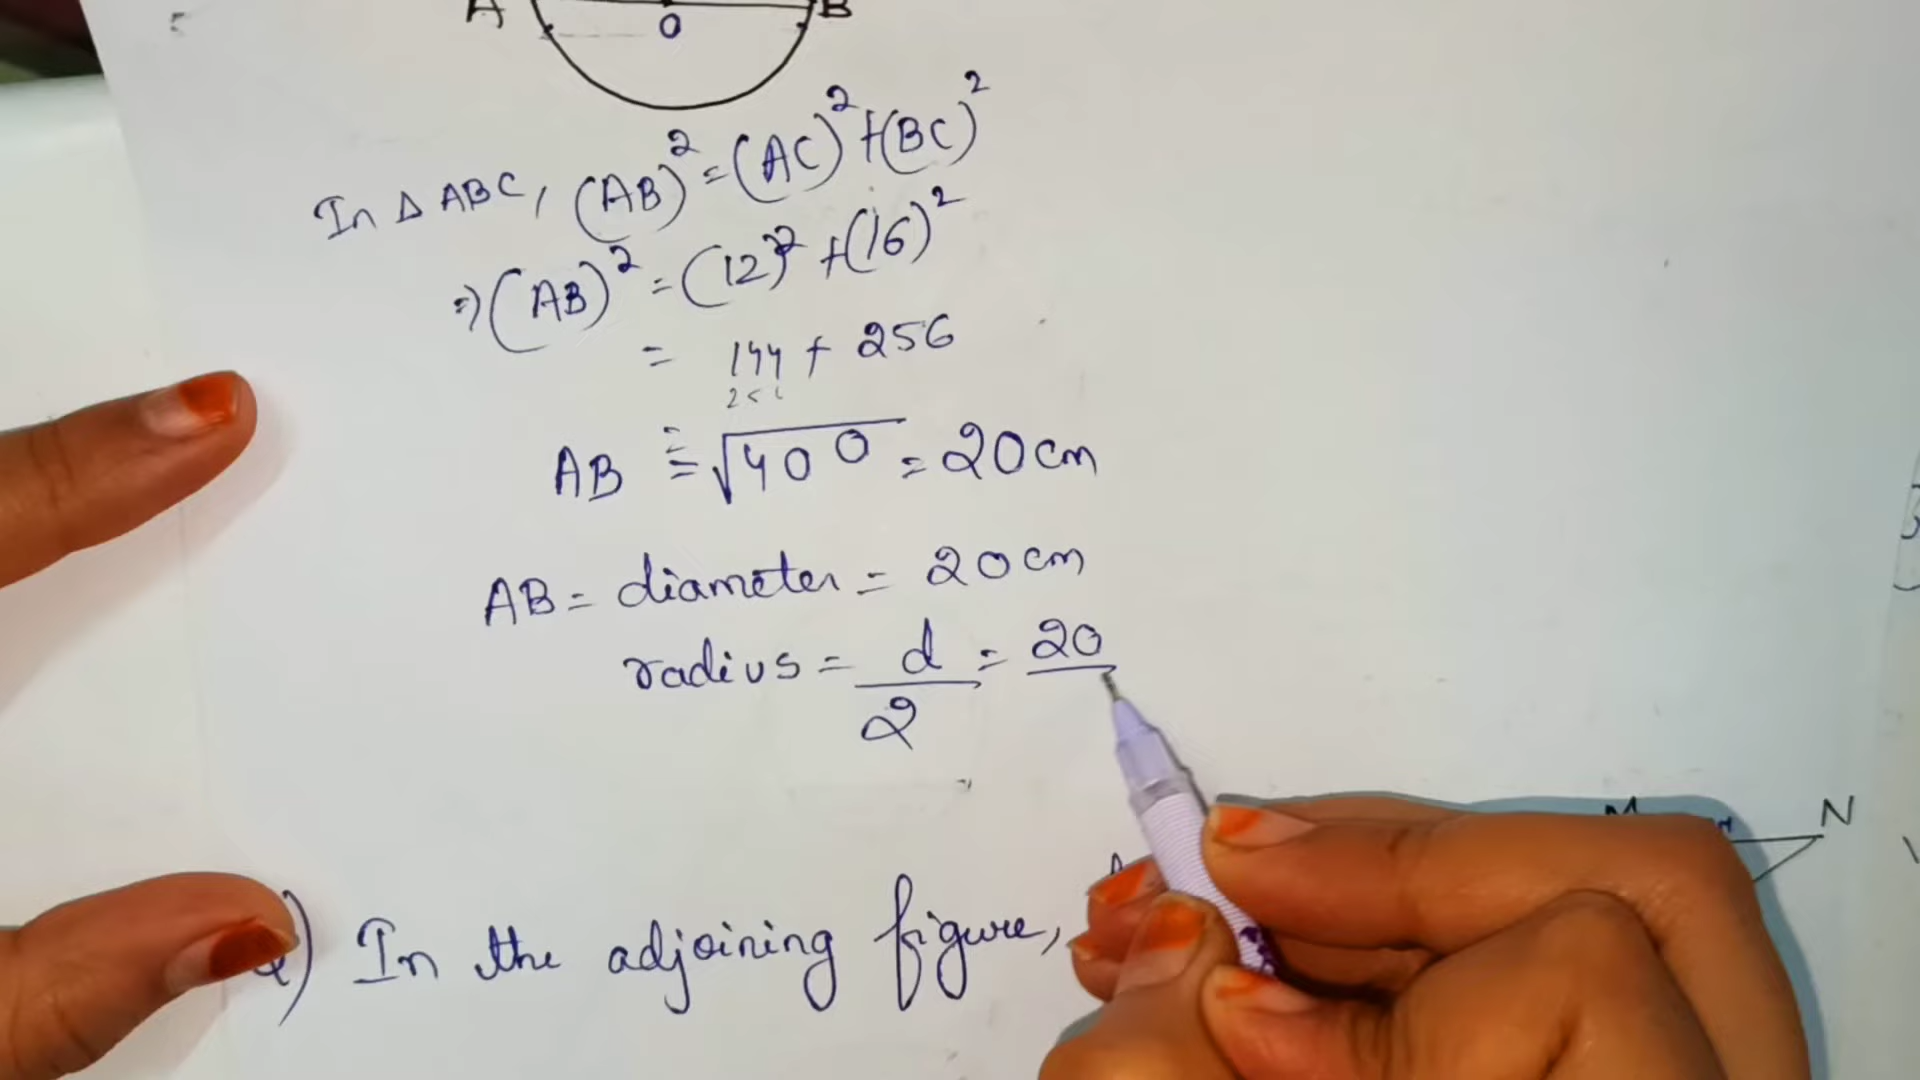 A B
O
In Δ ABC, (AB)² = (AC)² + (BC)²
⇒ (AB)² = (12)² + (16)²
= 144 + 256
AB = √400 = 20 cm
AB = diameter = 20 cm
radius = d/2 = 20
M N
In the adjoining figure,